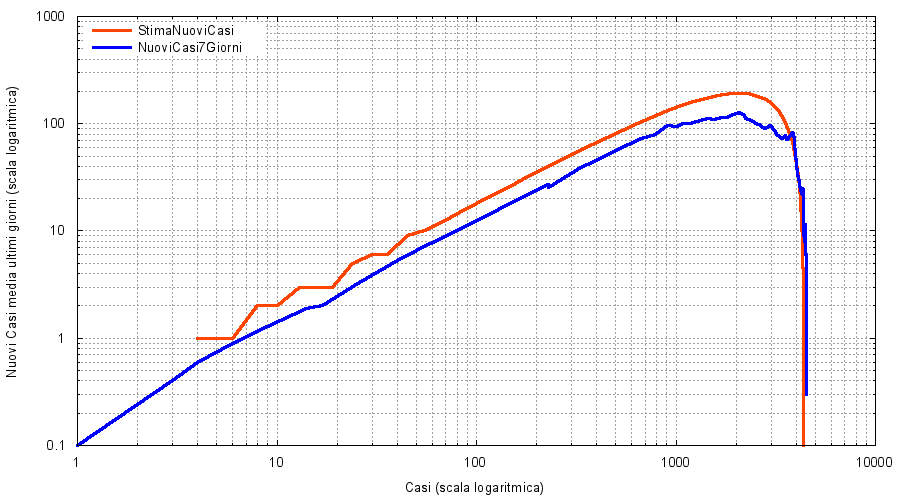 1000
StimaNuoviCasi
NuoviCasi7Giorni
100
10
1
0.1
Nuovi Casi media ultimi giorni (scala logaritmica)
1 10 100 1000 10000
Casi (scala logaritmica)